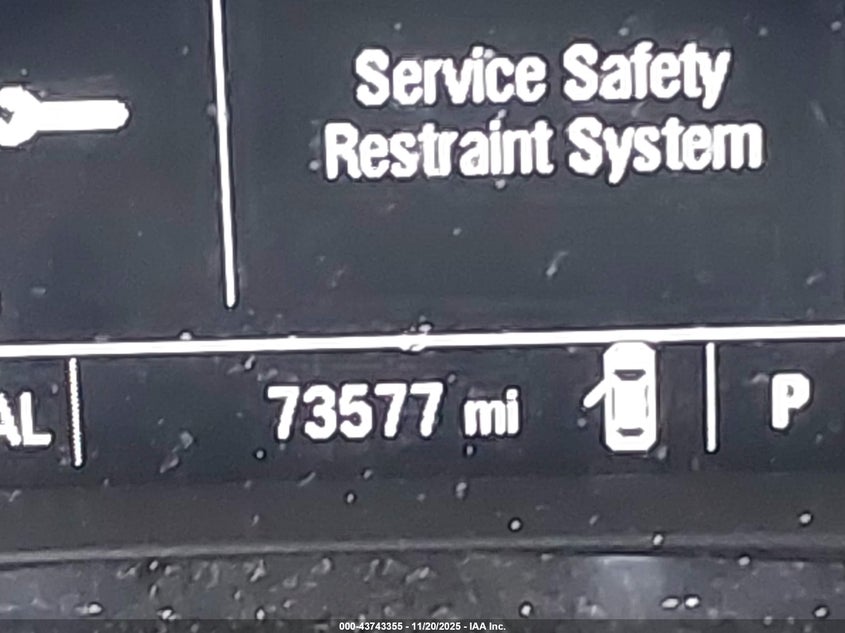 Service Safety
Restraint System
AL
73577 mi
P
000-43743355 - 11/20/2025 - IAA Inc.